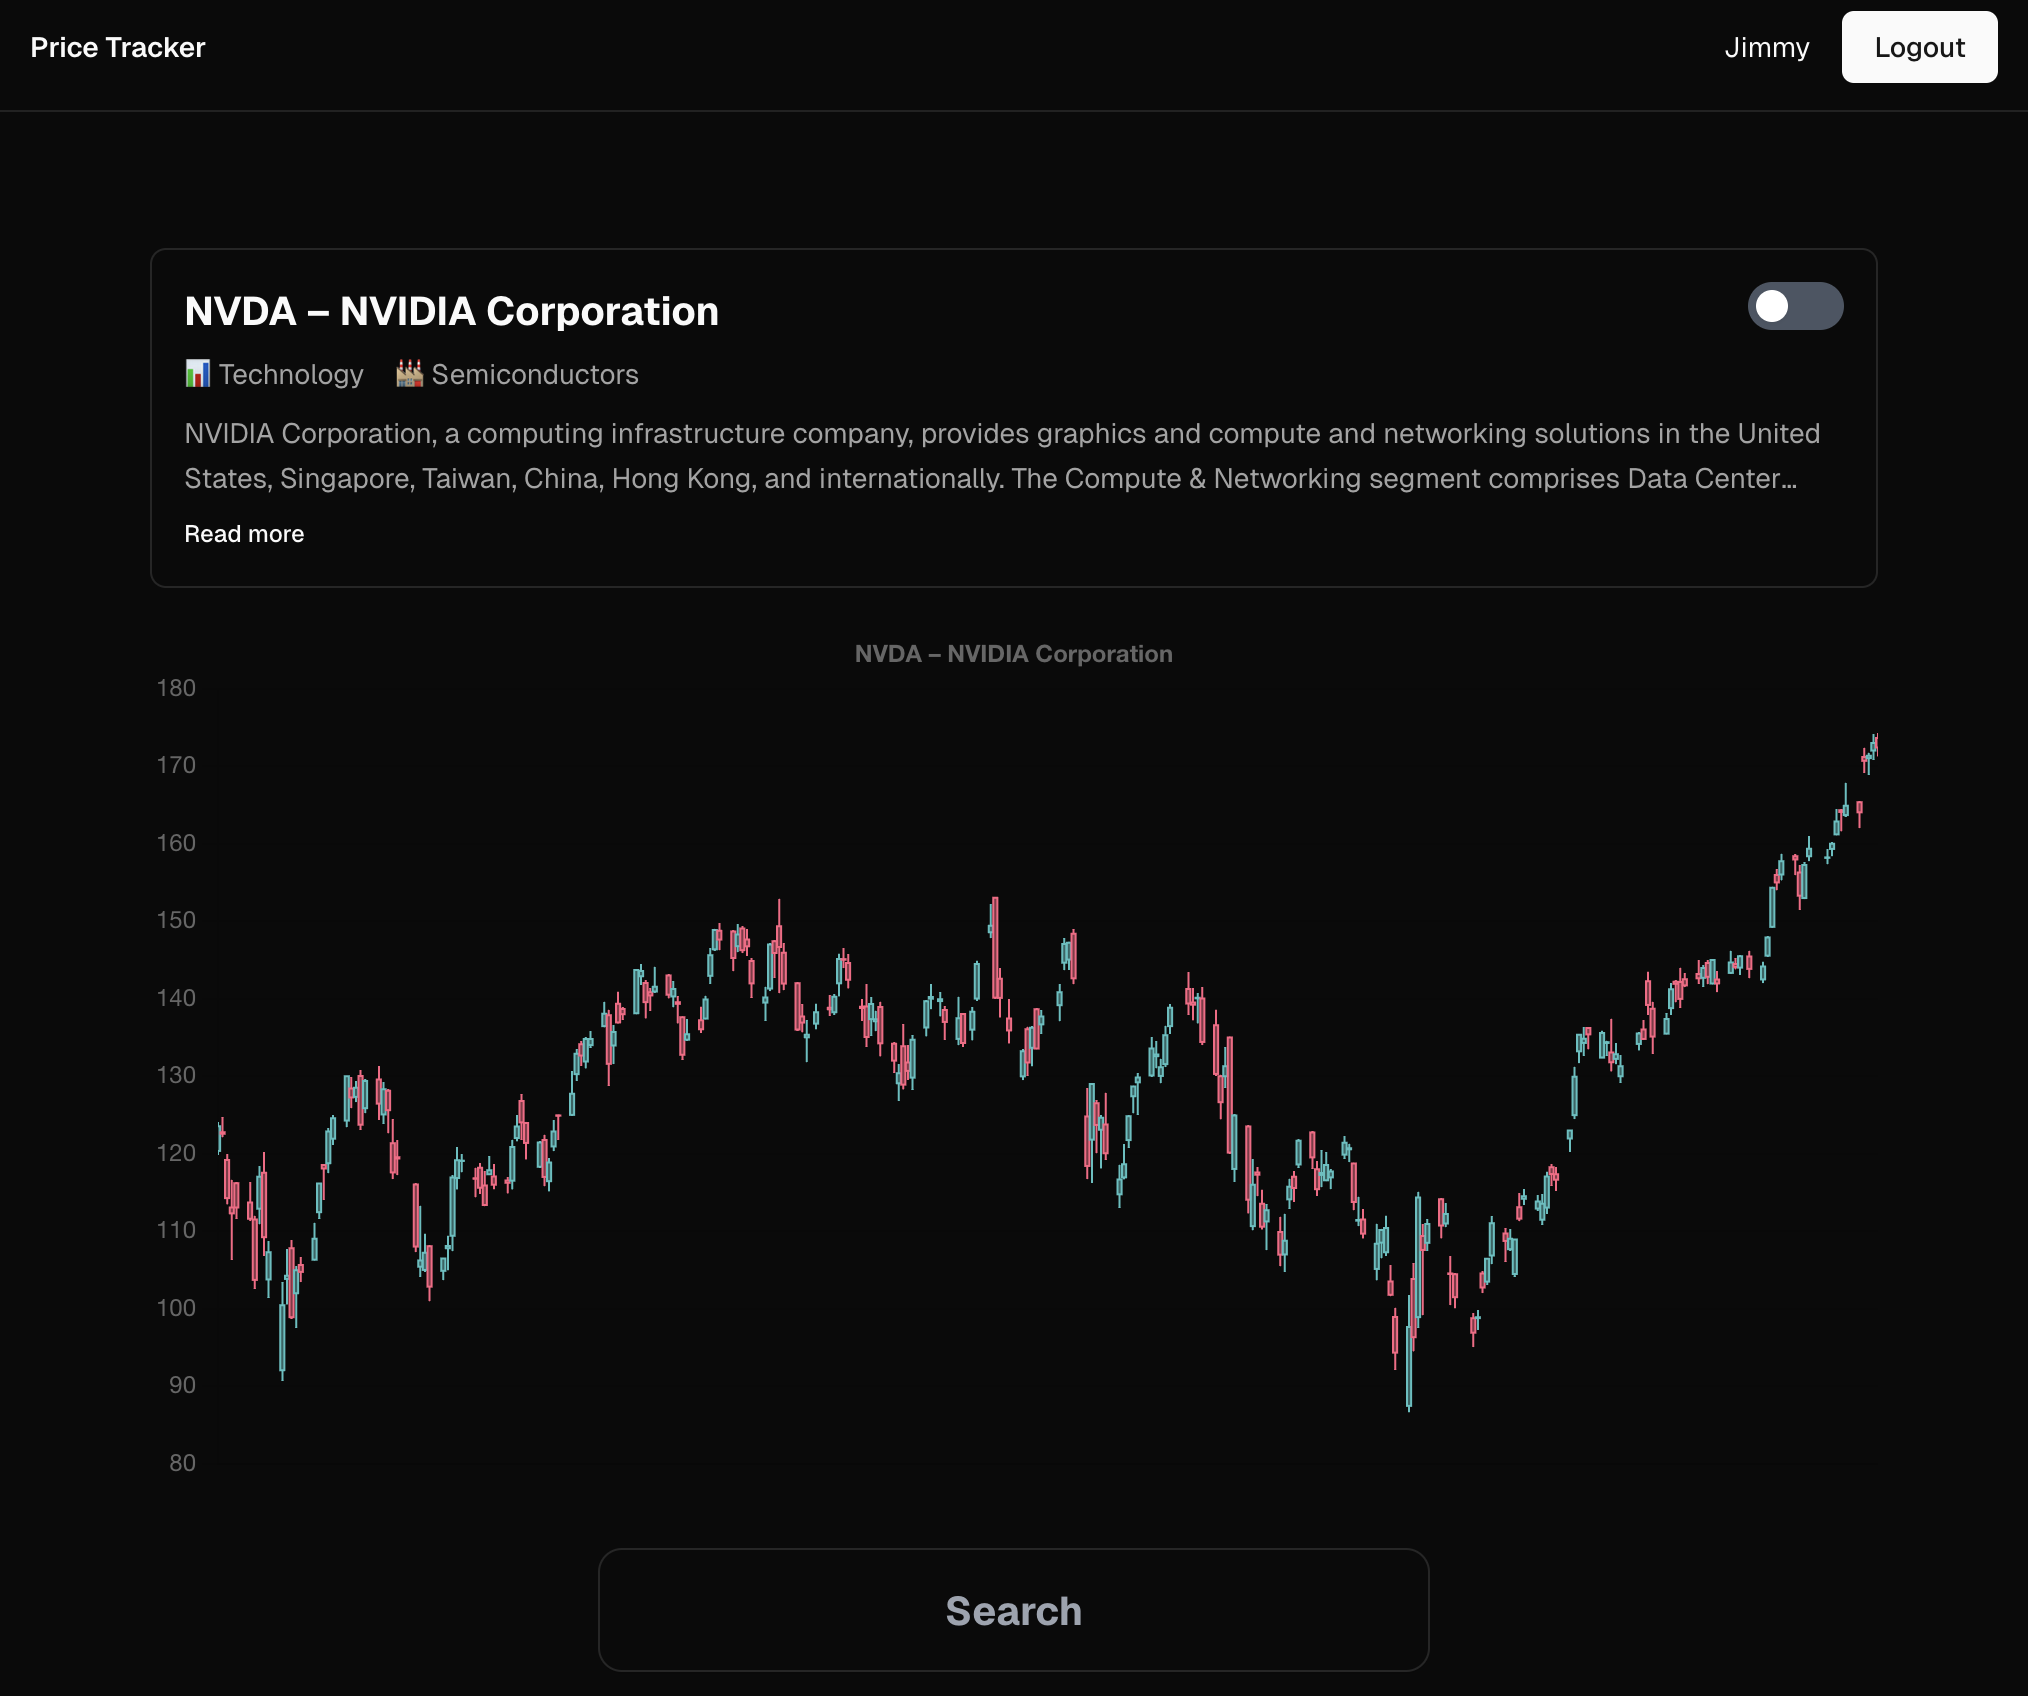 Price Tracker
Jimmy
Logout
NVDA – NVIDIA Corporation
📊 Technology 🏭 Semiconductors
NVIDIA Corporation, a computing infrastructure company, provides graphics and compute and networking solutions in the United
States, Singapore, Taiwan, China, Hong Kong, and internationally. The Compute & Networking segment comprises Data Center...
Read more
NVDA – NVIDIA Corporation
180
170
160
150
140
130
120
110
100
90
80
Search